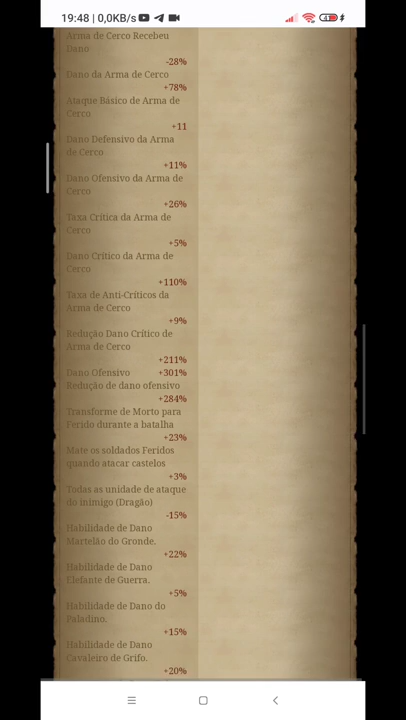 19:48 | 0,0KB/s
41
Arma de Cerco Recebeu
Dano
-28%
Dano da Arma de Cerco
+78%
Ataque Básico de Arma de
Cerco
+11
Dano Defensivo da Arma
de Cerco
+11%
Dano Ofensivo da Arma de
Cerco
+26%
Taxa Crítica da Arma de
Cerco
+5%
Dano Crítico da Arma de
Cerco
+110%
Taxa de Anti-Críticos da
Arma de Cerco
+9%
Redução Dano Crítico de
Arma de Cerco
+211%
Dano Ofensivo +301%
Redução de dano ofensivo
+284%
Transforme de Morto para
Ferido durante a batalha
+23%
Mate os soldados Feridos
quando atacar castelos
+3%
Todas as unidade de ataque
do inimigo (Dragão)
-15%
Habilidade de Dano
Martelão do Gronde.
+22%
Habilidade de Dano
Elefante de Guerra.
+5%
Habilidade de Dano do
Paladino.
+15%
Habilidade de Dano
Cavaleiro de Grifo.
+20%